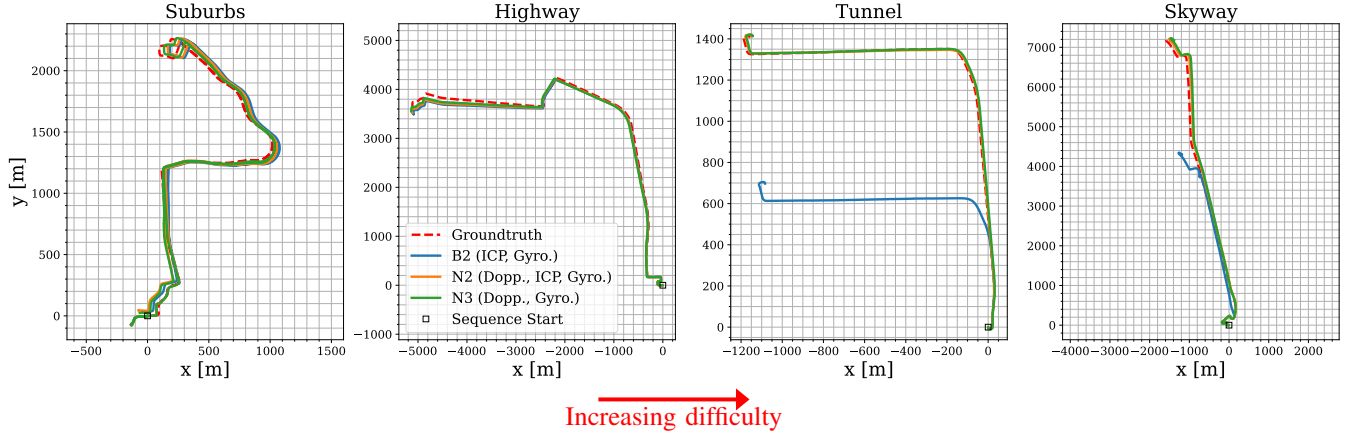 Suburbs
Highway
Tunnel
Skyway
y [m]
2000
1500
1000
500
0
−500 0 500 1000 1500
x [m]
5000
4000
3000
2000
1000
0
−1000
−5000 −4000 −3000 −2000 −1000 0
x [m]
Groundtruth
B2 (ICP, Gyro.)
N2 (Dopp., ICP, Gyro.)
N3 (Dopp., Gyro.)
Sequence Start
1400
1200
1000
800
600
400
200
0
−1200 −1000 −800 −600 −400 −200 0
x [m]
7000
6000
5000
4000
3000
2000
1000
0
−4000 −3000 −2000 −1000 0 1000 2000
x [m]
Increasing difficulty